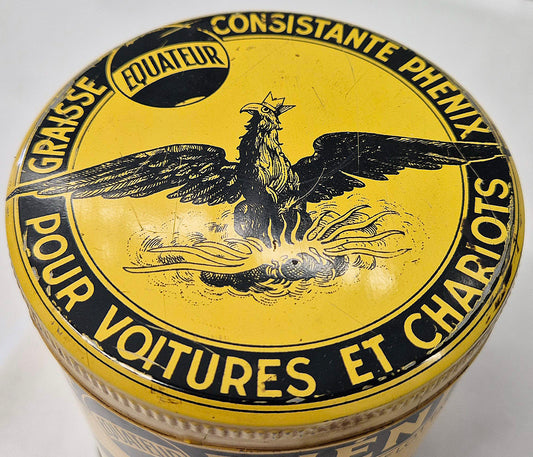 GRAISSE CONSISTANTE PHENIX
EQUATEUR
POUR VOITURES ET CHARIOTS